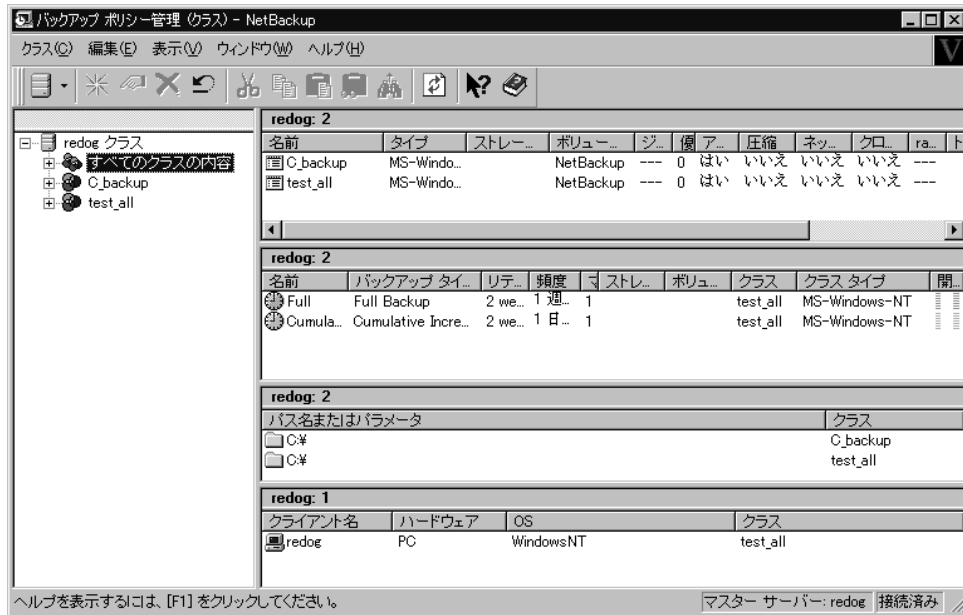 バックアップ ポリシー管理 (クラス) - NetBackup
クラス(C) 編集(E) 表示(V) ウィンドウ(W) ヘルプ(H)
redog クラス
すべてのクラスの内容
C_backup
test_all
redog: 2
名前 タイプ ストレー... ボリュー... ジ... 優 ア... 圧縮 ネッ... クロ... ra... ト
C_backup MS-Windo... NetBackup --- 0 はい いいえ いいえ いいえ ---
test_all MS-Windo... NetBackup --- 0 はい いいえ いいえ いいえ ---
redog: 2
名前 バックアップ タイ... リテ... 頻度 マ ストレ... ボリュ... クラス クラス タイプ 開...
Full Full Backup 2 we... 1 週... 1 test_all MS-Windows-NT
Cumula... Cumulative Incre... 2 we... 1 日... 1 test_all MS-Windows-NT
redog: 2
パス名またはパラメータ クラス
C:¥ C_backup
C:¥ test_all
redog: 1
クライアント名 ハードウェア OS クラス
redog PC WindowsNT test_all
ヘルプを表示するには、[F1] をクリックしてください。 マスター サーバー: redog 接続済み